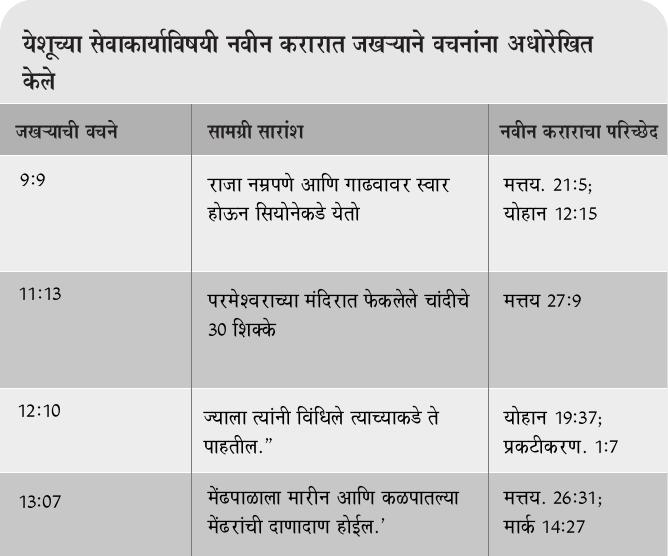 येशूच्या सेवाकार्याविषयी नवीन करारात जखऱ्याने वचनांना अधोरेखित
केले
जखऱ्याची वचने
सामग्री सारांश
नवीन कराराचा परिच्छेद
9:9
राजा नम्रपणे आणि गाढवावर स्वार
होऊन सियोनेकडे येतो
मत्तय. 21:5;
योहान 12:15
11:13
परमेश्वराच्या मंदिरात फेकलेले चांदीचे
30 शिक्के
मत्तय 27:9
12:10
ज्याला त्यांनी विंधिले त्याच्याकडे ते
पाहतील.”
योहान 19:37;
प्रकटीकरण. 1:7
13:07
मेंढपाळाला मारीन आणि कळपातल्या
मेंढरांची दाणादाण होईल.’
मत्तय. 26:31;
मार्क 14:27